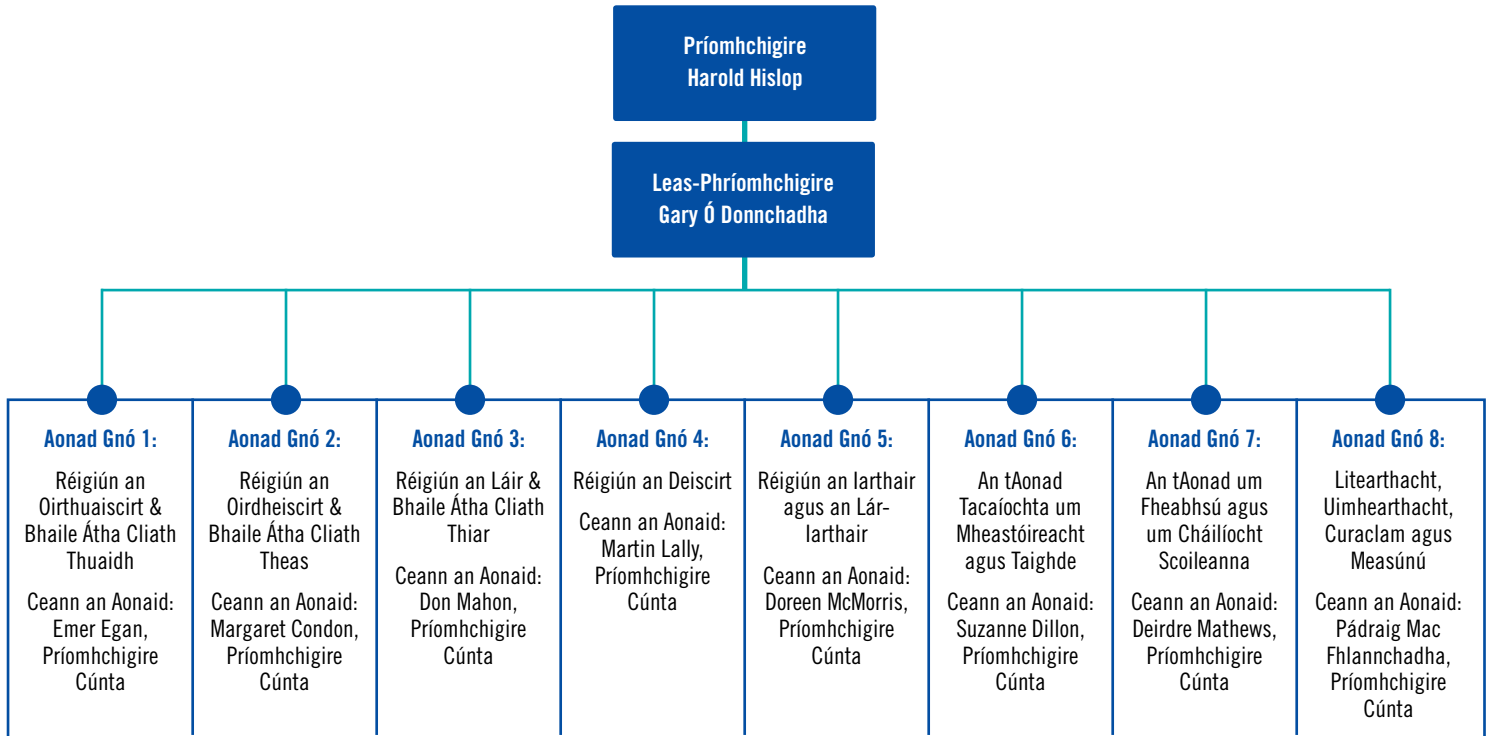 Príomhchigire
Harold Hislop
Leas-Phríomhchigire
Gary Ó Donnchadha
Aonad Gnó 1:
Réigiún an
Oirthuaiscirt &
Bhaile Átha Cliath
Thuaidh
Ceann an Aonaid:
Emer Egan,
Príomhchigire
Cúnta
Aonad Gnó 2:
Réigiún an
Oirdheiscirt &
Bhaile Átha Cliath
Theas
Ceann an Aonaid:
Margaret Condon,
Príomhchigire
Cúnta
Aonad Gnó 3:
Réigiún an Láir &
Bhaile Átha Cliath
Thiar
Ceann an Aonaid:
Don Mahon,
Príomhchigire
Cúnta
Aonad Gnó 4:
Réigiún an Deiscirt
Ceann an Aonaid:
Martin Lally,
Príomhchigire
Cúnta
Aonad Gnó 5:
Réigiún an Iarthair
agus an Lár-
Iarthair
Ceann an Aonaid:
Doreen McMorris,
Príomhchigire
Cúnta
Aonad Gnó 6:
An tAonad
Tacaíochta um
Mheastóireacht
agus Taighde
Ceann an Aonaid:
Suzanne Dillon,
Príomhchigire
Cúnta
Aonad Gnó 7:
An tAonad um
Fheabhsú agus
um Cháilíocht
Scoileanna
Ceann an Aonaid:
Deirdre Mathews,
Príomhchigire
Cúnta
Aonad Gnó 8:
Litearthacht,
Uimhearthacht,
Curaclam agus
Measúnú
Ceann an Aonaid:
Pádraig Mac
Fhlannchadha,
Príomhchigire
Cúnta